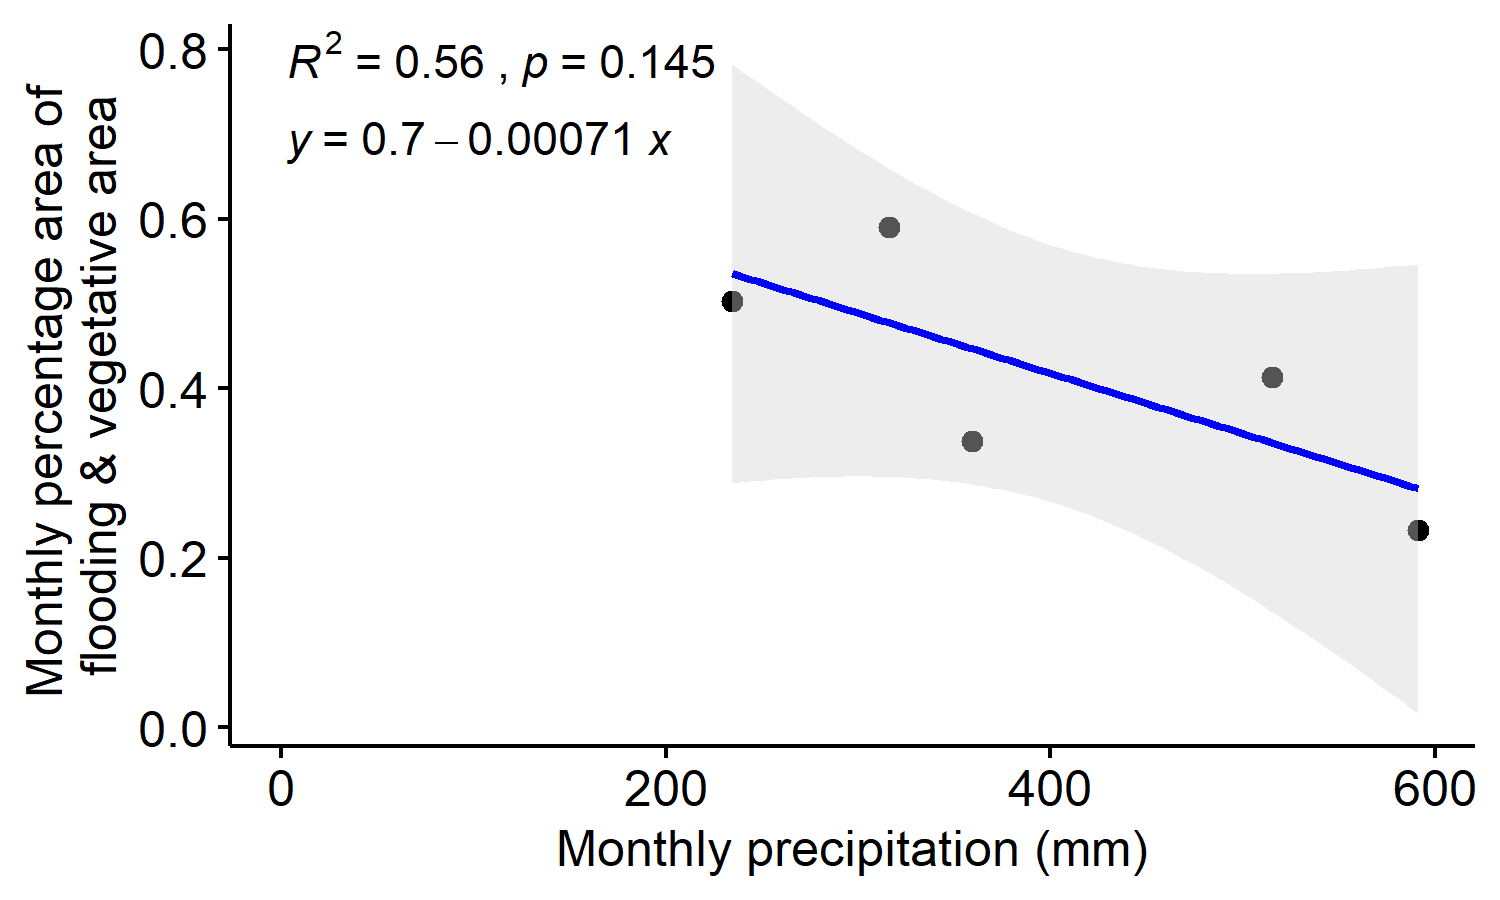 R² = 0.56 , p = 0.145
y = 0.7 – 0.00071 x
Monthly percentage area of
flooding & vegetative area
0.8
0.6
0.4
0.2
0.0
0 200 400 600
Monthly precipitation (mm)